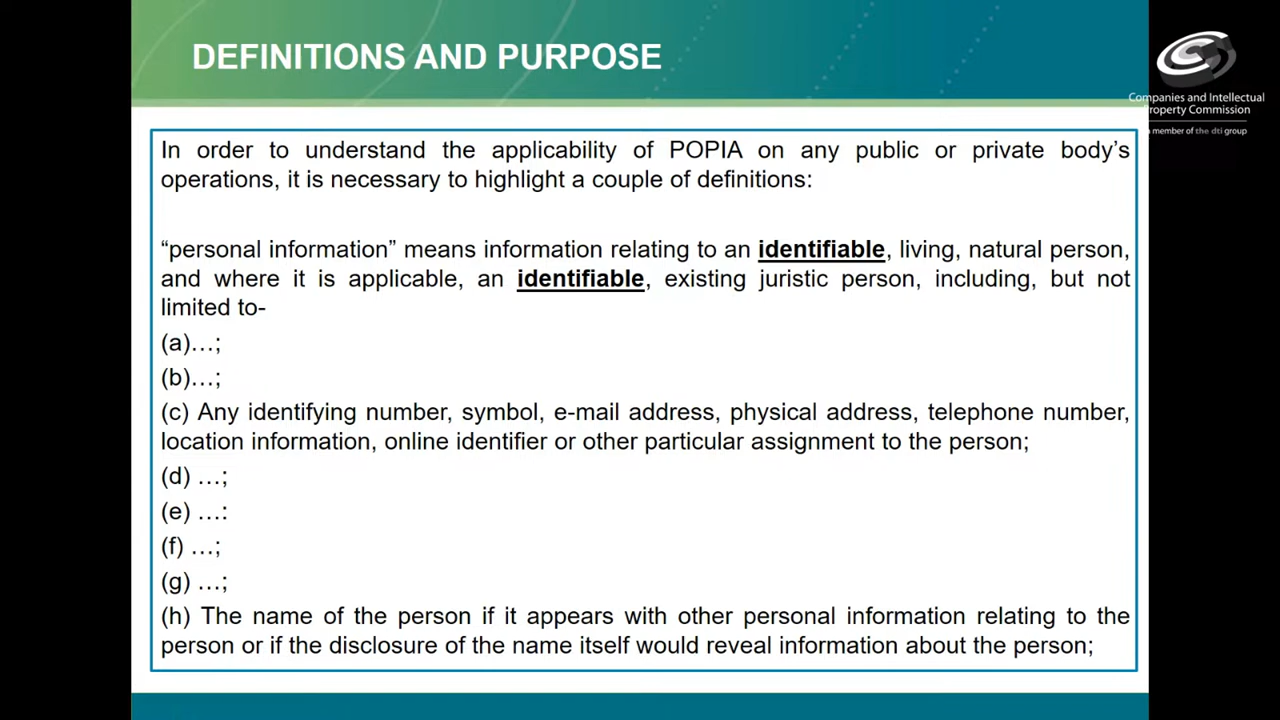 DEFINITIONS AND PURPOSE
Companies and Intellectual
Property Commission
a member of the dti group
In order to understand the applicability of POPIA on any public or private body’s
operations, it is necessary to highlight a couple of definitions:
“personal information” means information relating to an identifiable, living, natural person,
and where it is applicable, an identifiable, existing juristic person, including, but not
limited to-
(a)…;
(b)…;
(c) Any identifying number, symbol, e-mail address, physical address, telephone number,
location information, online identifier or other particular assignment to the person;
(d) …;
(e) …:
(f) …;
(g) …;
(h) The name of the person if it appears with other personal information relating to the
person or if the disclosure of the name itself would reveal information about the person;